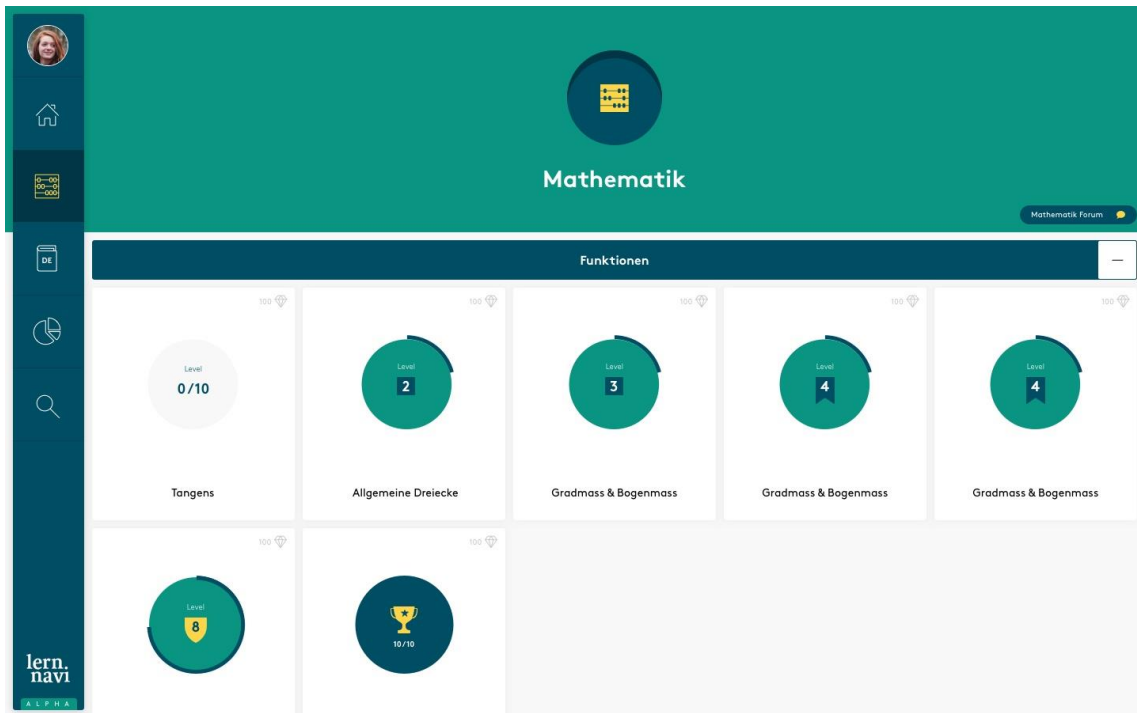 Mathematik
Mathematik Forum
DE
Funktionen
100
100
100
100
100
Level
0/10
Level
2
Level
3
Level
4
Level
4
Tangens
Allgemeine Dreiecke
Gradmass & Bogenmass
Gradmass & Bogenmass
Gradmass & Bogenmass
100
100
Level
8
10/10
lern.
navi
ALPHA